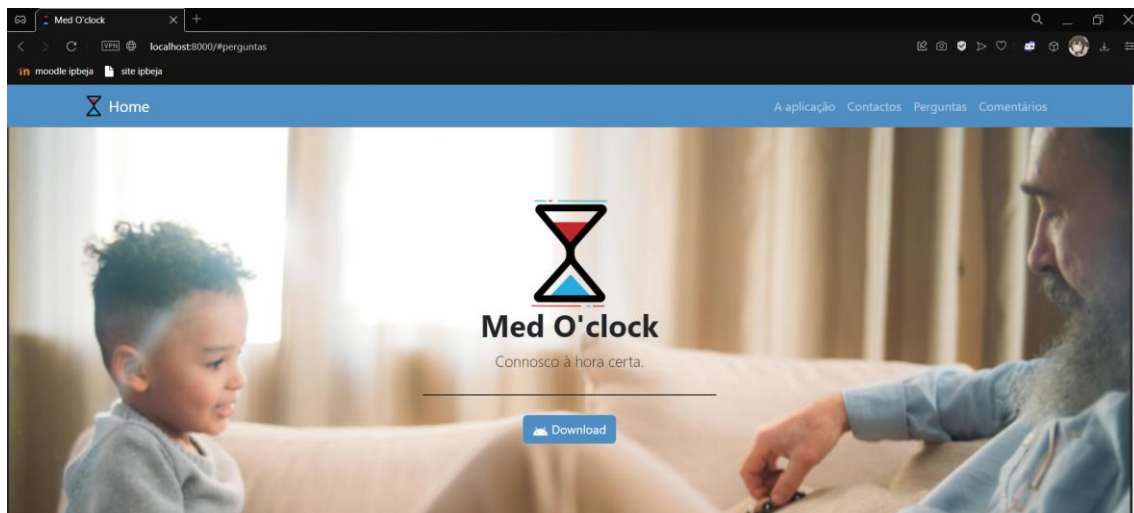 Med O'clock
VPN
localhost:8000/#perguntas
moodle ipbeja
site ipbeja
Home
A aplicação Contactos Perguntas Comentários
Med O'clock
Connosco à hora certa.
Download